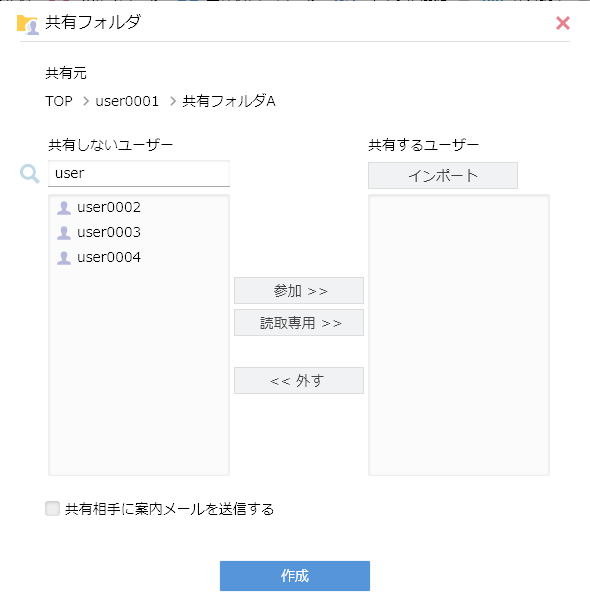 共有フォルダ
共有元
TOP > user0001 > 共有フォルダA
共有しないユーザー
共有するユーザー
user
インポート
user0002
user0003
user0004
参加 >>
読取専用 >>
<< 外す
共有相手に案内メールを送信する
作成